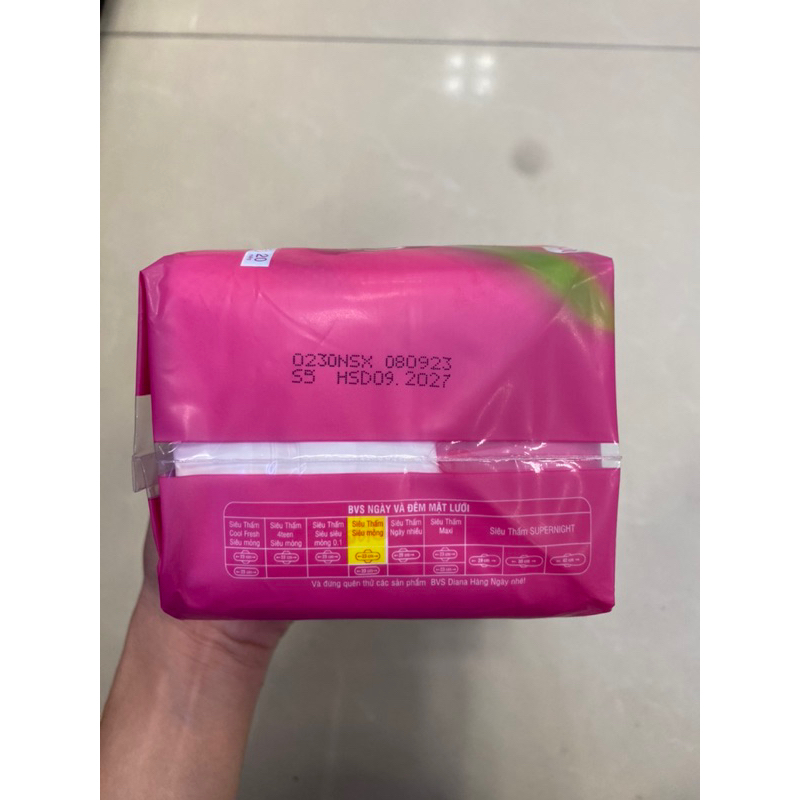 20
0230NSX 080923
S5 HSD09.2027
BVS NGÀY VÀ ĐÊM MẶT LƯỚI
Siêu Thấm
Cool Fresh
Siêu mỏng
Siêu Thấm
4teen
Siêu mỏng
Siêu Thấm
Siêu siêu
mỏng 0.1
Siêu Thấm
Siêu mỏng
Siêu Thấm
Ngày nhiều
Siêu Thấm
Maxi
Siêu Thấm SUPERNIGHT
Và đừng quên thử các sản phẩm BVS Diana Hàng Ngày nhé!